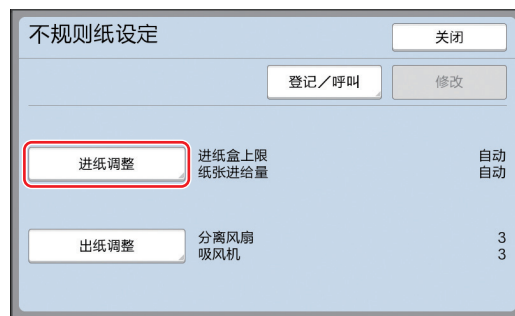 不规则纸设定 关闭
登记／呼叫 修改
进纸调整 进纸盒上限 自动
纸张进给量 自动
出纸调整 分离风扇 3
吸风机 3